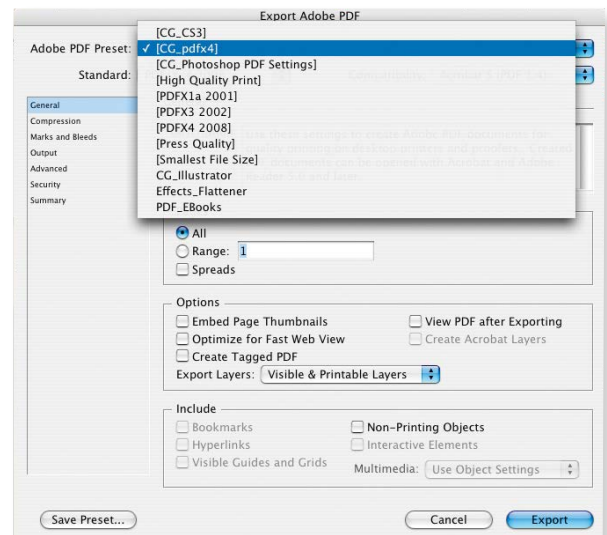 Export Adobe PDF
Adobe PDF Preset:
[CG_CS3]
✓ [CG_pdfx4]
[CG_Photoshop PDF Settings]
[High Quality Print]
[PDFX1a 2001]
[PDFX3 2002]
[PDFX4 2008]
[Press Quality]
[Smallest File Size]
CG_Illustrator
Effects_Flattener
PDF_EBooks
Standard:
General
Compression
Marks and Bleeds
Output
Advanced
Security
Summary
All
Range: 1
Spreads
Options
Embed Page Thumbnails View PDF after Exporting
Optimize for Fast Web View Create Acrobat Layers
Create Tagged PDF
Export Layers: Visible & Printable Layers
Include
Bookmarks Non-Printing Objects
Hyperlinks Interactive Elements
Visible Guides and Grids Multimedia: Use Object Settings
Save Preset... Cancel Export